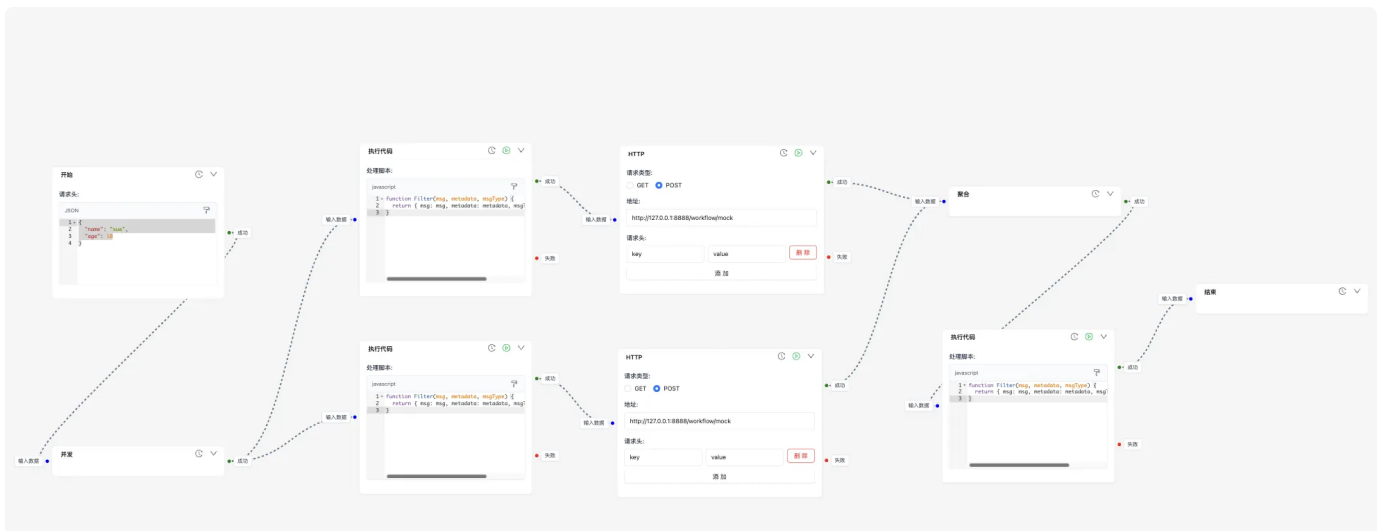 开始
请求头:
JSON
1 {
2 "name": "xue",
3 "age": 12
4 }
成功
输入数据
开发
成功
执行代码
处理脚本:
javascript
输入数据
1 function Filter(msg, metadata, msgType) {
2 return { msg: msg, metadata: metadata, msgT
3 }
成功
失败
执行代码
处理脚本:
javascript
输入数据
1 function Filter(msg, metadata, msgType) {
2 return { msg: msg, metadata: metadata, msgT
3 }
成功
失败
HTTP
请求类型:
GET POST
地址:
输入数据
http://127.0.0.1:8888/workflow/mock
请求头:
key value 删 除
添 加
成功
失败
HTTP
请求类型:
GET POST
地址:
输入数据
http://127.0.0.1:8888/workflow/mock
请求头:
key value 删 除
添 加
成功
失败
输入数据
聚合
成功
执行代码
处理脚本:
javascript
输入数据
1 function Filter(msg, metadata, msgType) {
2 return { msg: msg, metadata: metadata, msgT
3 }
成功
失败
输入数据
结束